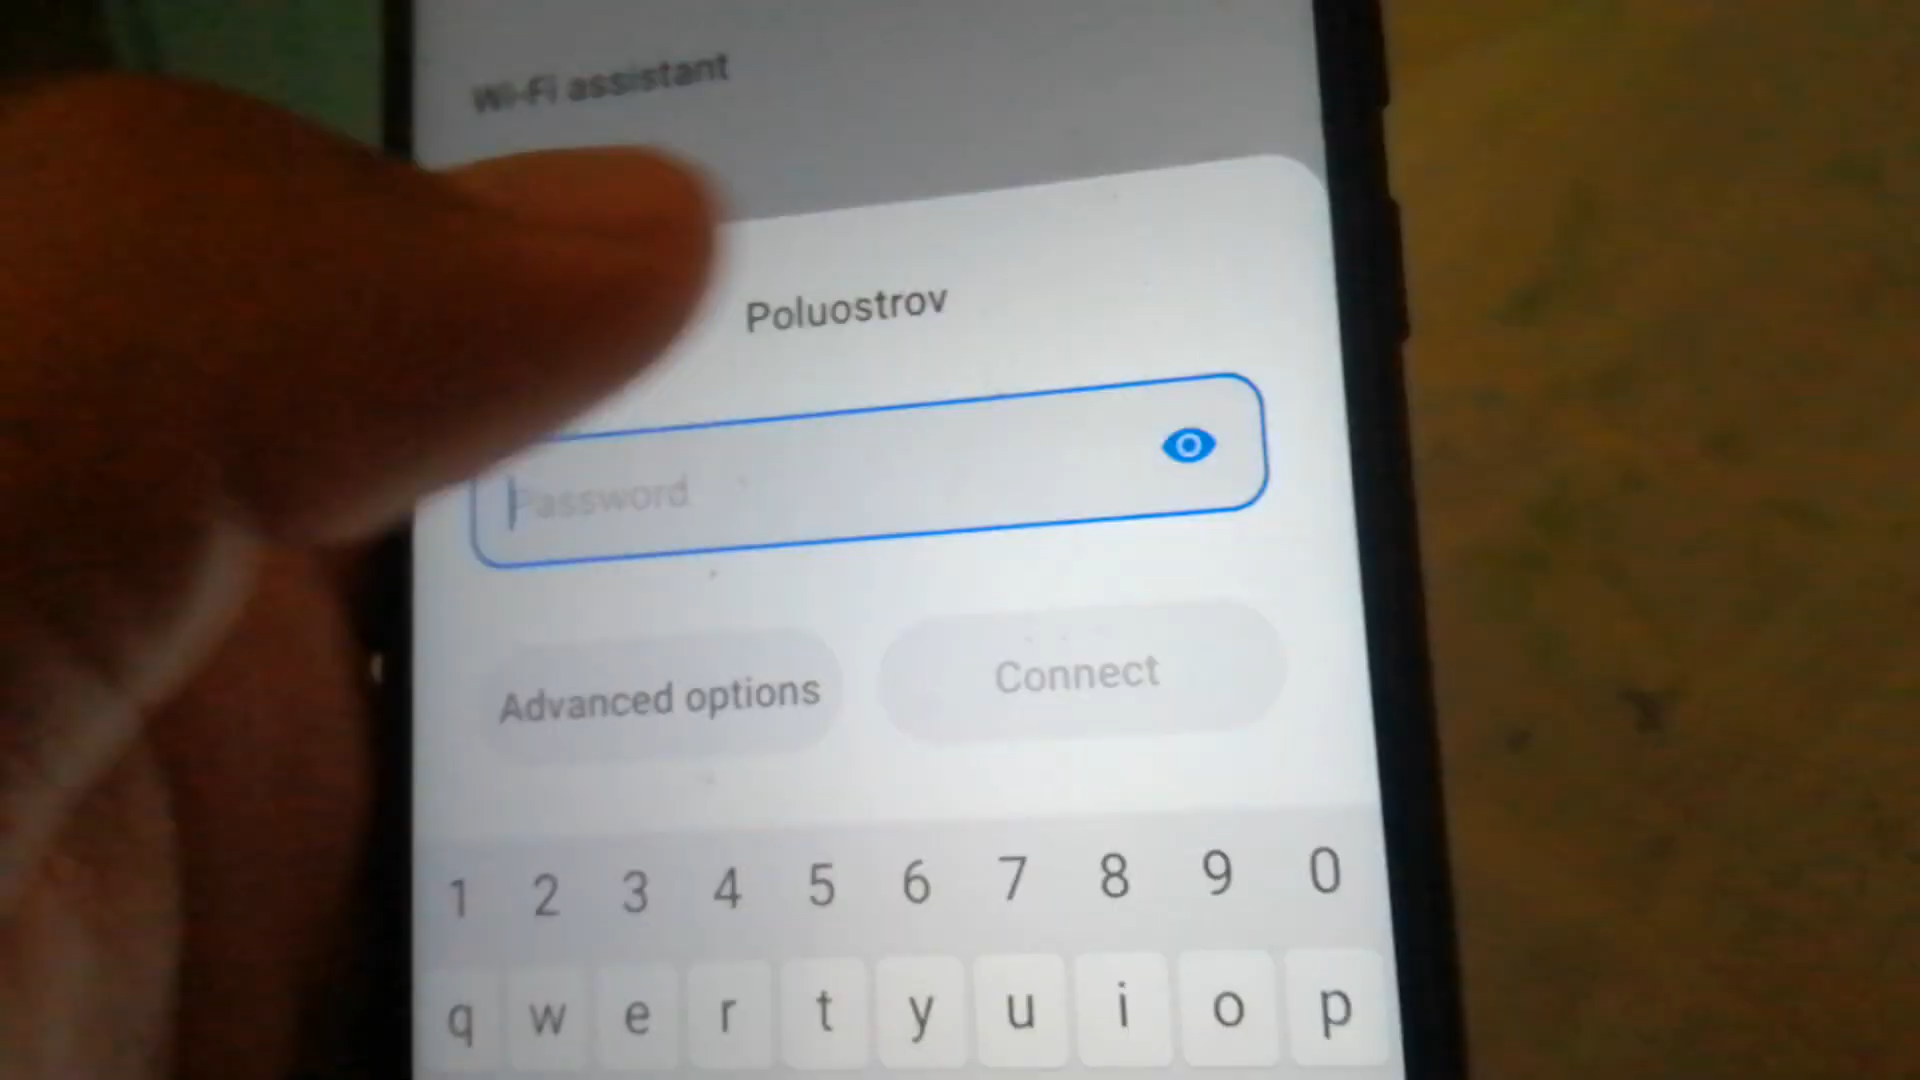 Wi-Fi assistant
Poluostrov
Password
Advanced options
Connect
1 2 3 4 5 6 7 8 9 0
q w e r t y u i o p